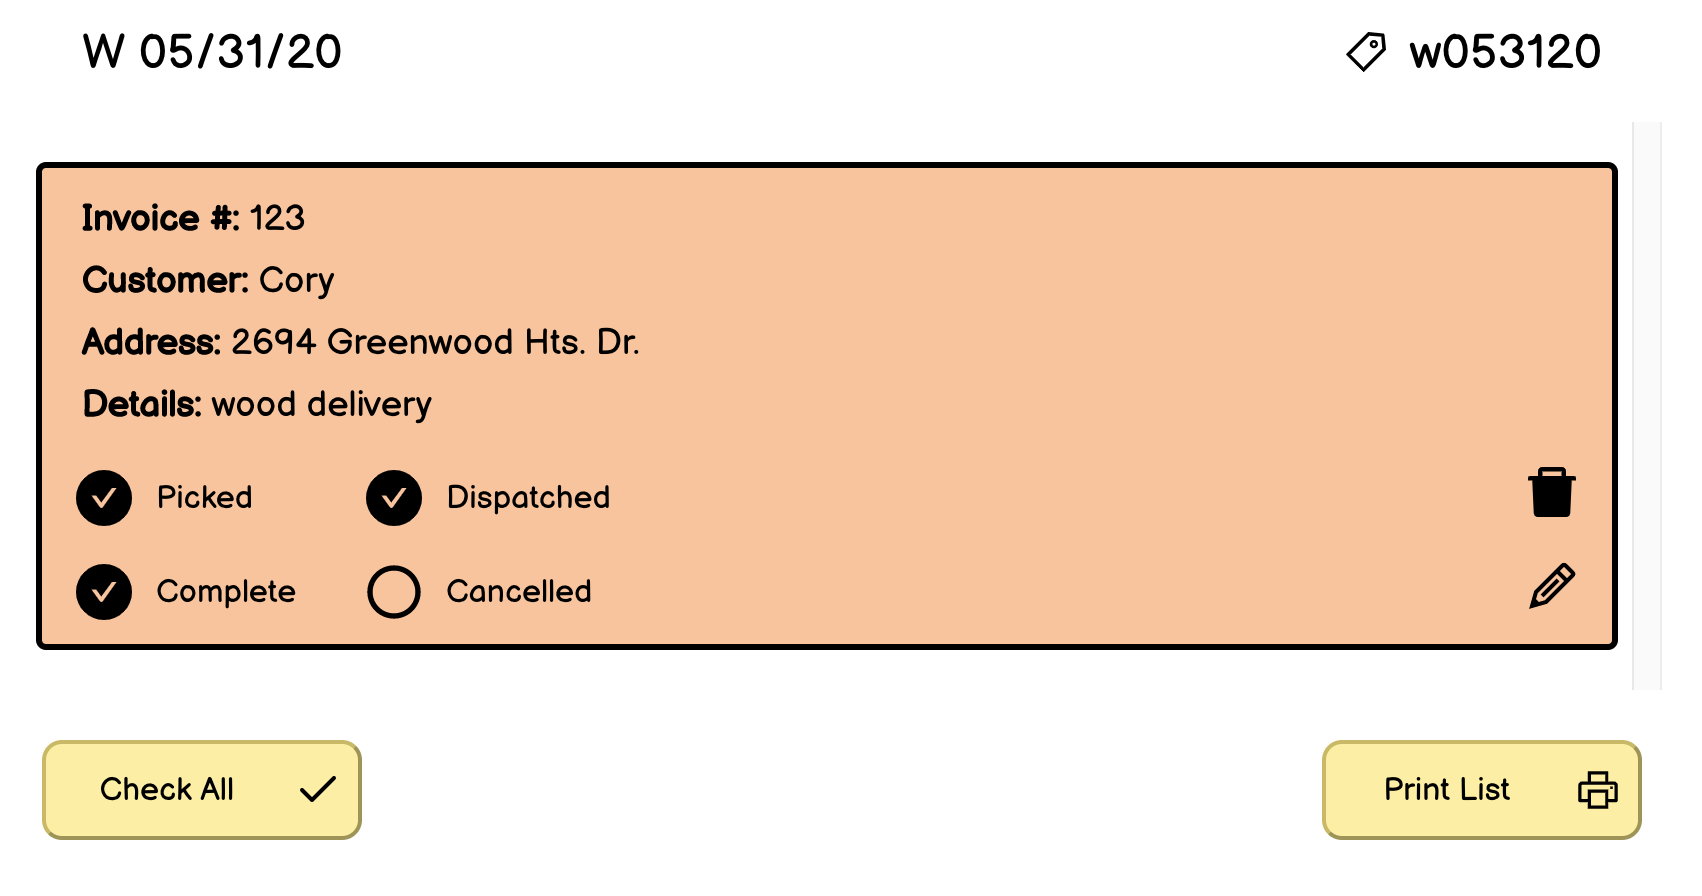 W 05/31/20
w053120
Invoice #: 123
Customer: Cory
Address: 2694 Greenwood Hts. Dr.
Details: wood delivery
Picked Dispatched
Complete Cancelled
Check All
Print List